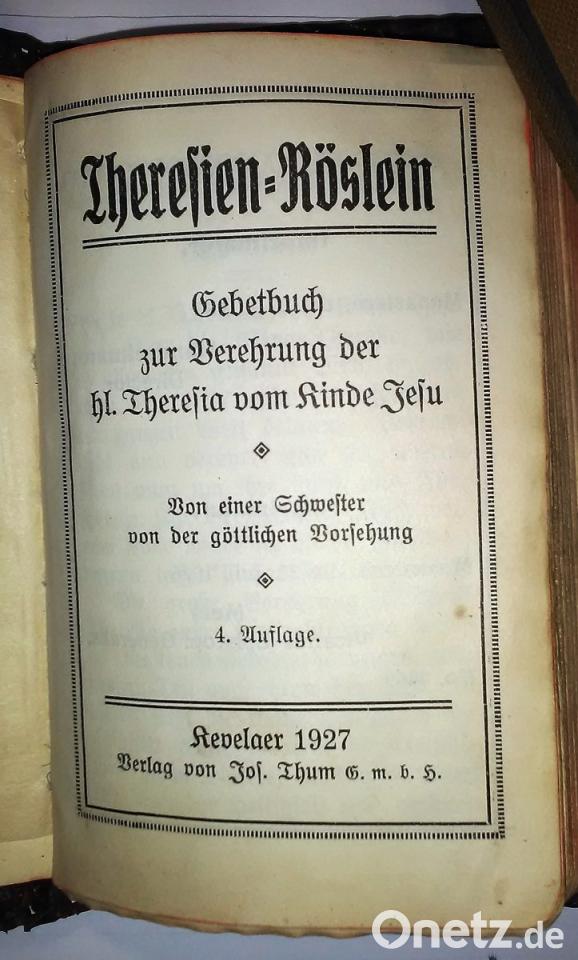 Theresien-Röslein
Gebetbuch
zur Verehrung der
hl. Theresia vom Kinde Jesu
Von einer Schwester
von der göttlichen Vorsehung
4. Auflage.
Kevelaer 1927
Verlag von Jos. Thum G. m. b. H.
Onetz.de